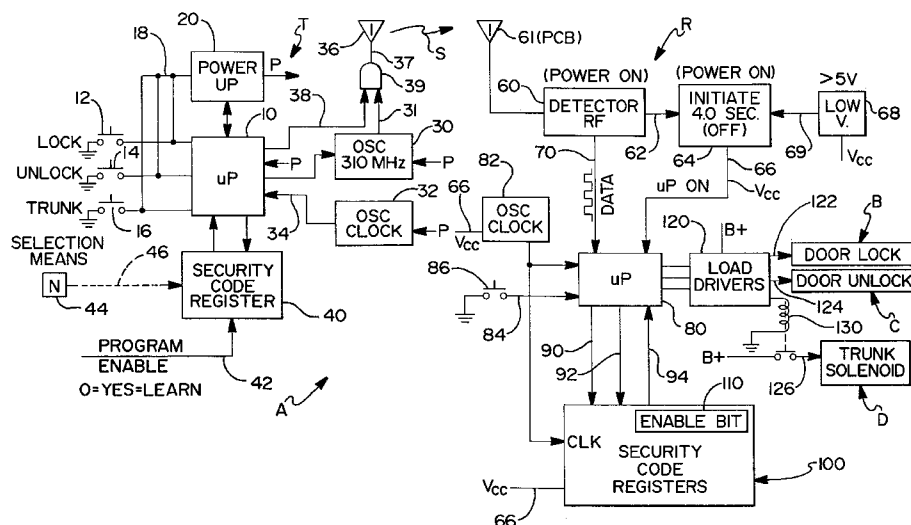 20
T
36
S
61(PCB)
R
18
POWER UP
P
37
39
(POWER ON)
(POWER ON)
>5V
60
12
10
38
31
DETECTOR RF
INITIATE 4.0 SEC. (OFF)
LOW V.
68
LOCK
14
30
62
69
UNLOCK
uP
P
OSC 310 MHz
P
70
64
66
Vcc
TRUNK
32
82
DATA
uP ON
Vcc
16
34
OSC CLOCK
P
66
Vcc
OSC CLOCK
120
B+
122
B
SELECTION MEANS
46
DOOR LOCK
86
uP
LOAD DRIVERS
DOOR UNLOCK
N
44
SECURITY CODE REGISTER
40
84
80
124
C
130
PROGRAM
ENABLE
42
90
92
94
B+
126
TRUNK SOLENOID
O=YES=LEARN
A
110
D
ENABLE BIT
CLK
SECURITY CODE REGISTERS
100
Vcc
66